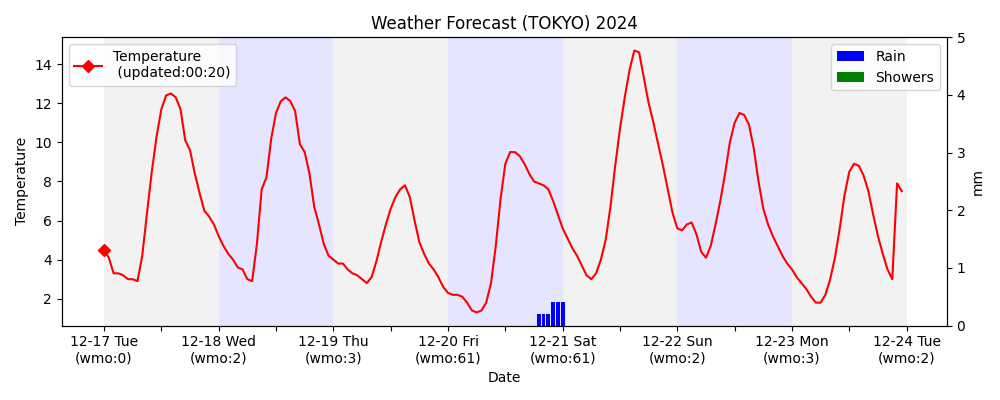 Weather Forecast (TOKYO) 2024
Temperature
(updated:00:20)
Rain
Showers
Temperature
14
12
10
8
6
4
2
5
4
3
2
1
0
mm
12-17 Tue
(wmo:0)
12-18 Wed
(wmo:2)
12-19 Thu
(wmo:3)
12-20 Fri
(wmo:61)
12-21 Sat
(wmo:61)
12-22 Sun
(wmo:2)
12-23 Mon
(wmo:3)
12-24 Tue
(wmo:2)
Date